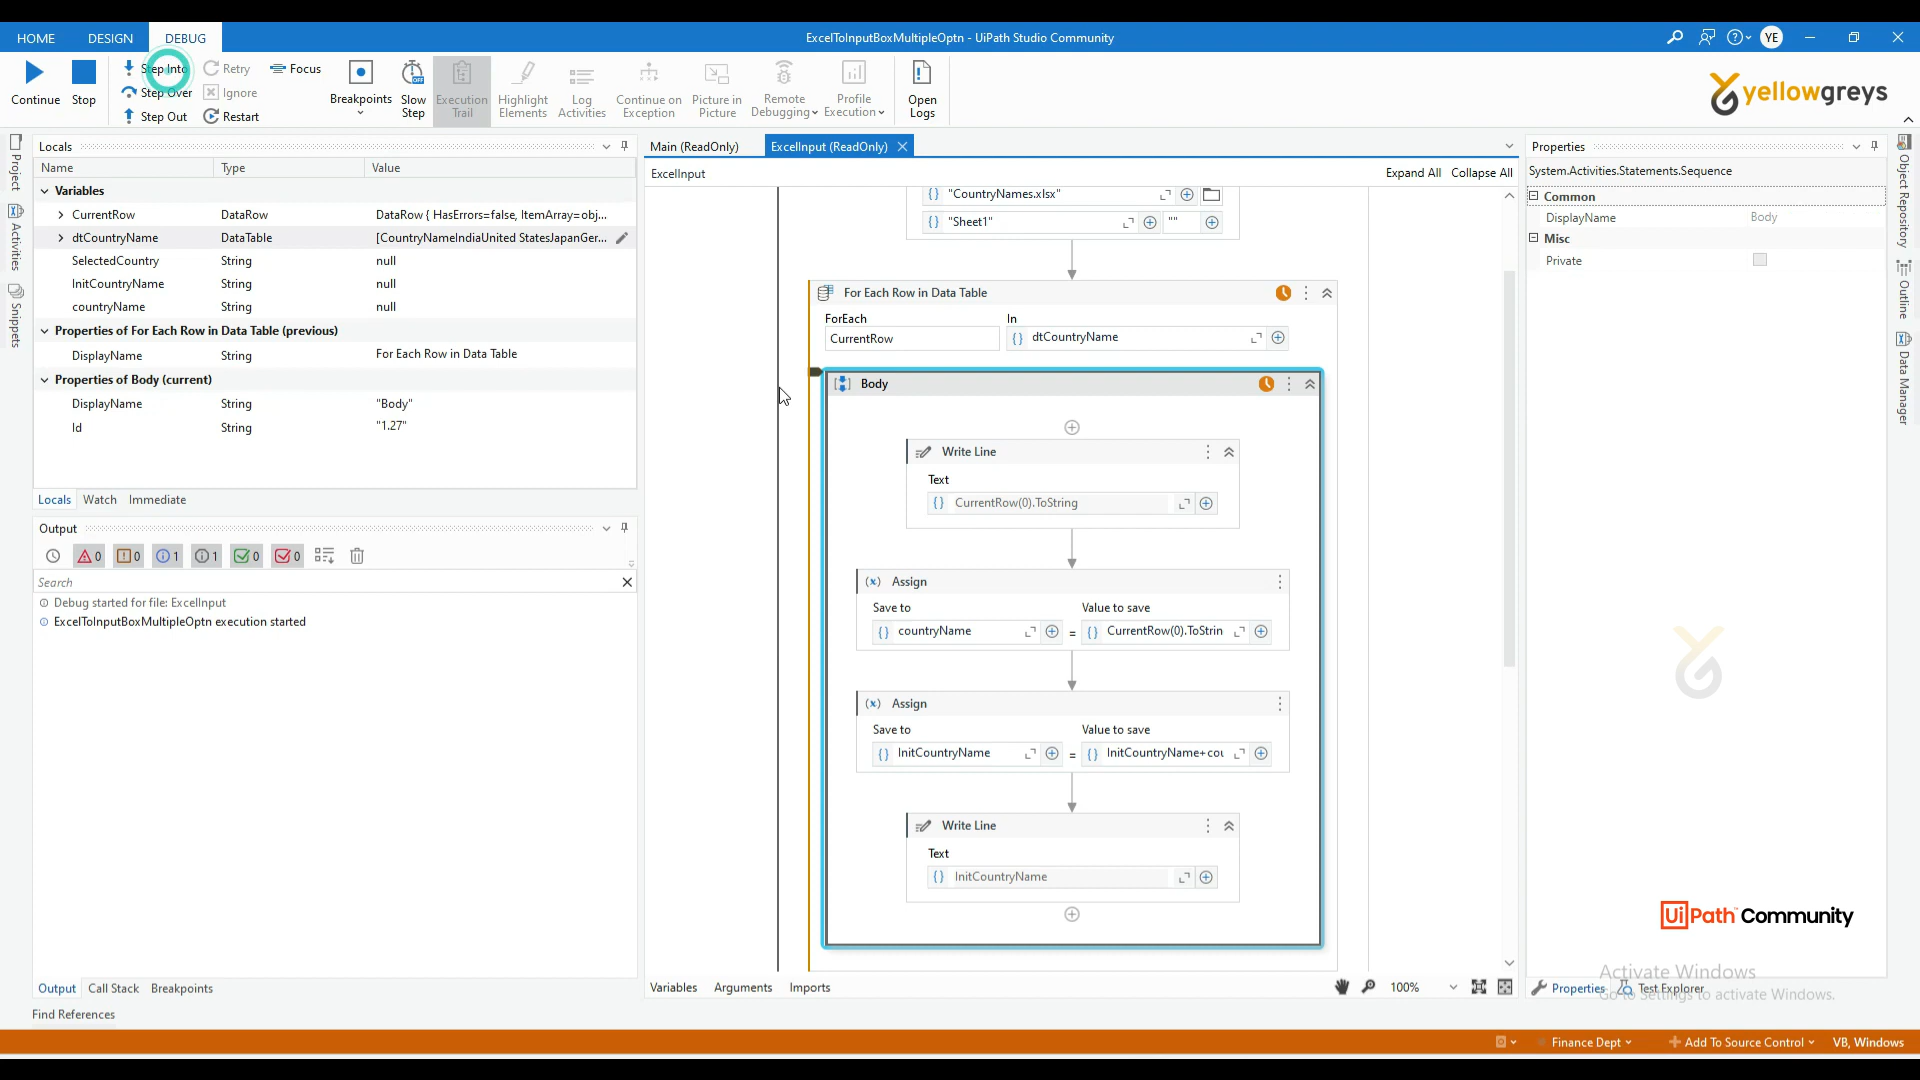 HOME DESIGN DEBUG
ExcelToInputBoxMultipleOptn - UiPath Studio Community
YE
Continue Stop
Step Into
Step Over
Step Out
Retry
Ignore
Restart
Focus
Breakpoints
Slow Step
OFF
Execution Trail
Highlight Elements
Log Activities
Continue on Exception
Picture in Picture
Remote Debugging
Profile Execution
Open Logs
yellowgreys
Project
Activities
Snippets
Locals
Name Type Value
Variables
CurrentRow DataRow DataRow { HasErrors=false, ItemArray=obj...
dtCountryName DataTable [CountryNameIndiaUnited StatesJapanGer...
SelectedCountry String null
InitCountryName String null
countryName String null
Properties of For Each Row in Data Table (previous)
DisplayName String For Each Row in Data Table
Properties of Body (current)
DisplayName String "Body"
Id String "1.27"
Locals Watch Immediate
Output
0 0 1 1 0 0
Search
Debug started for file: ExcelInput
ExcelToInputBoxMultipleOptn execution started
Output Call Stack Breakpoints
Find References
Main (ReadOnly) ExcelInput (ReadOnly)
ExcelInput
Expand All Collapse All
"CountryNames.xlsx"
"Sheet1" ""
For Each Row in Data Table
ForEach In
CurrentRow dtCountryName
Body
Write Line
Text
CurrentRow(0).ToString
Assign
Save to Value to save
countryName = CurrentRow(0).ToStrin
Assign
Save to Value to save
InitCountryName = InitCountryName+cou
Write Line
Text
InitCountryName
Variables Arguments Imports
100%
Properties
System.Activities.Statements.Sequence
Common
DisplayName Body
Misc
Private
Object Repository
Outline
Data Manager
UiPath Community
Activate Windows
Go to Settings to activate Windows.
Properties Test Explorer
Finance Dept Add To Source Control VB, Windows